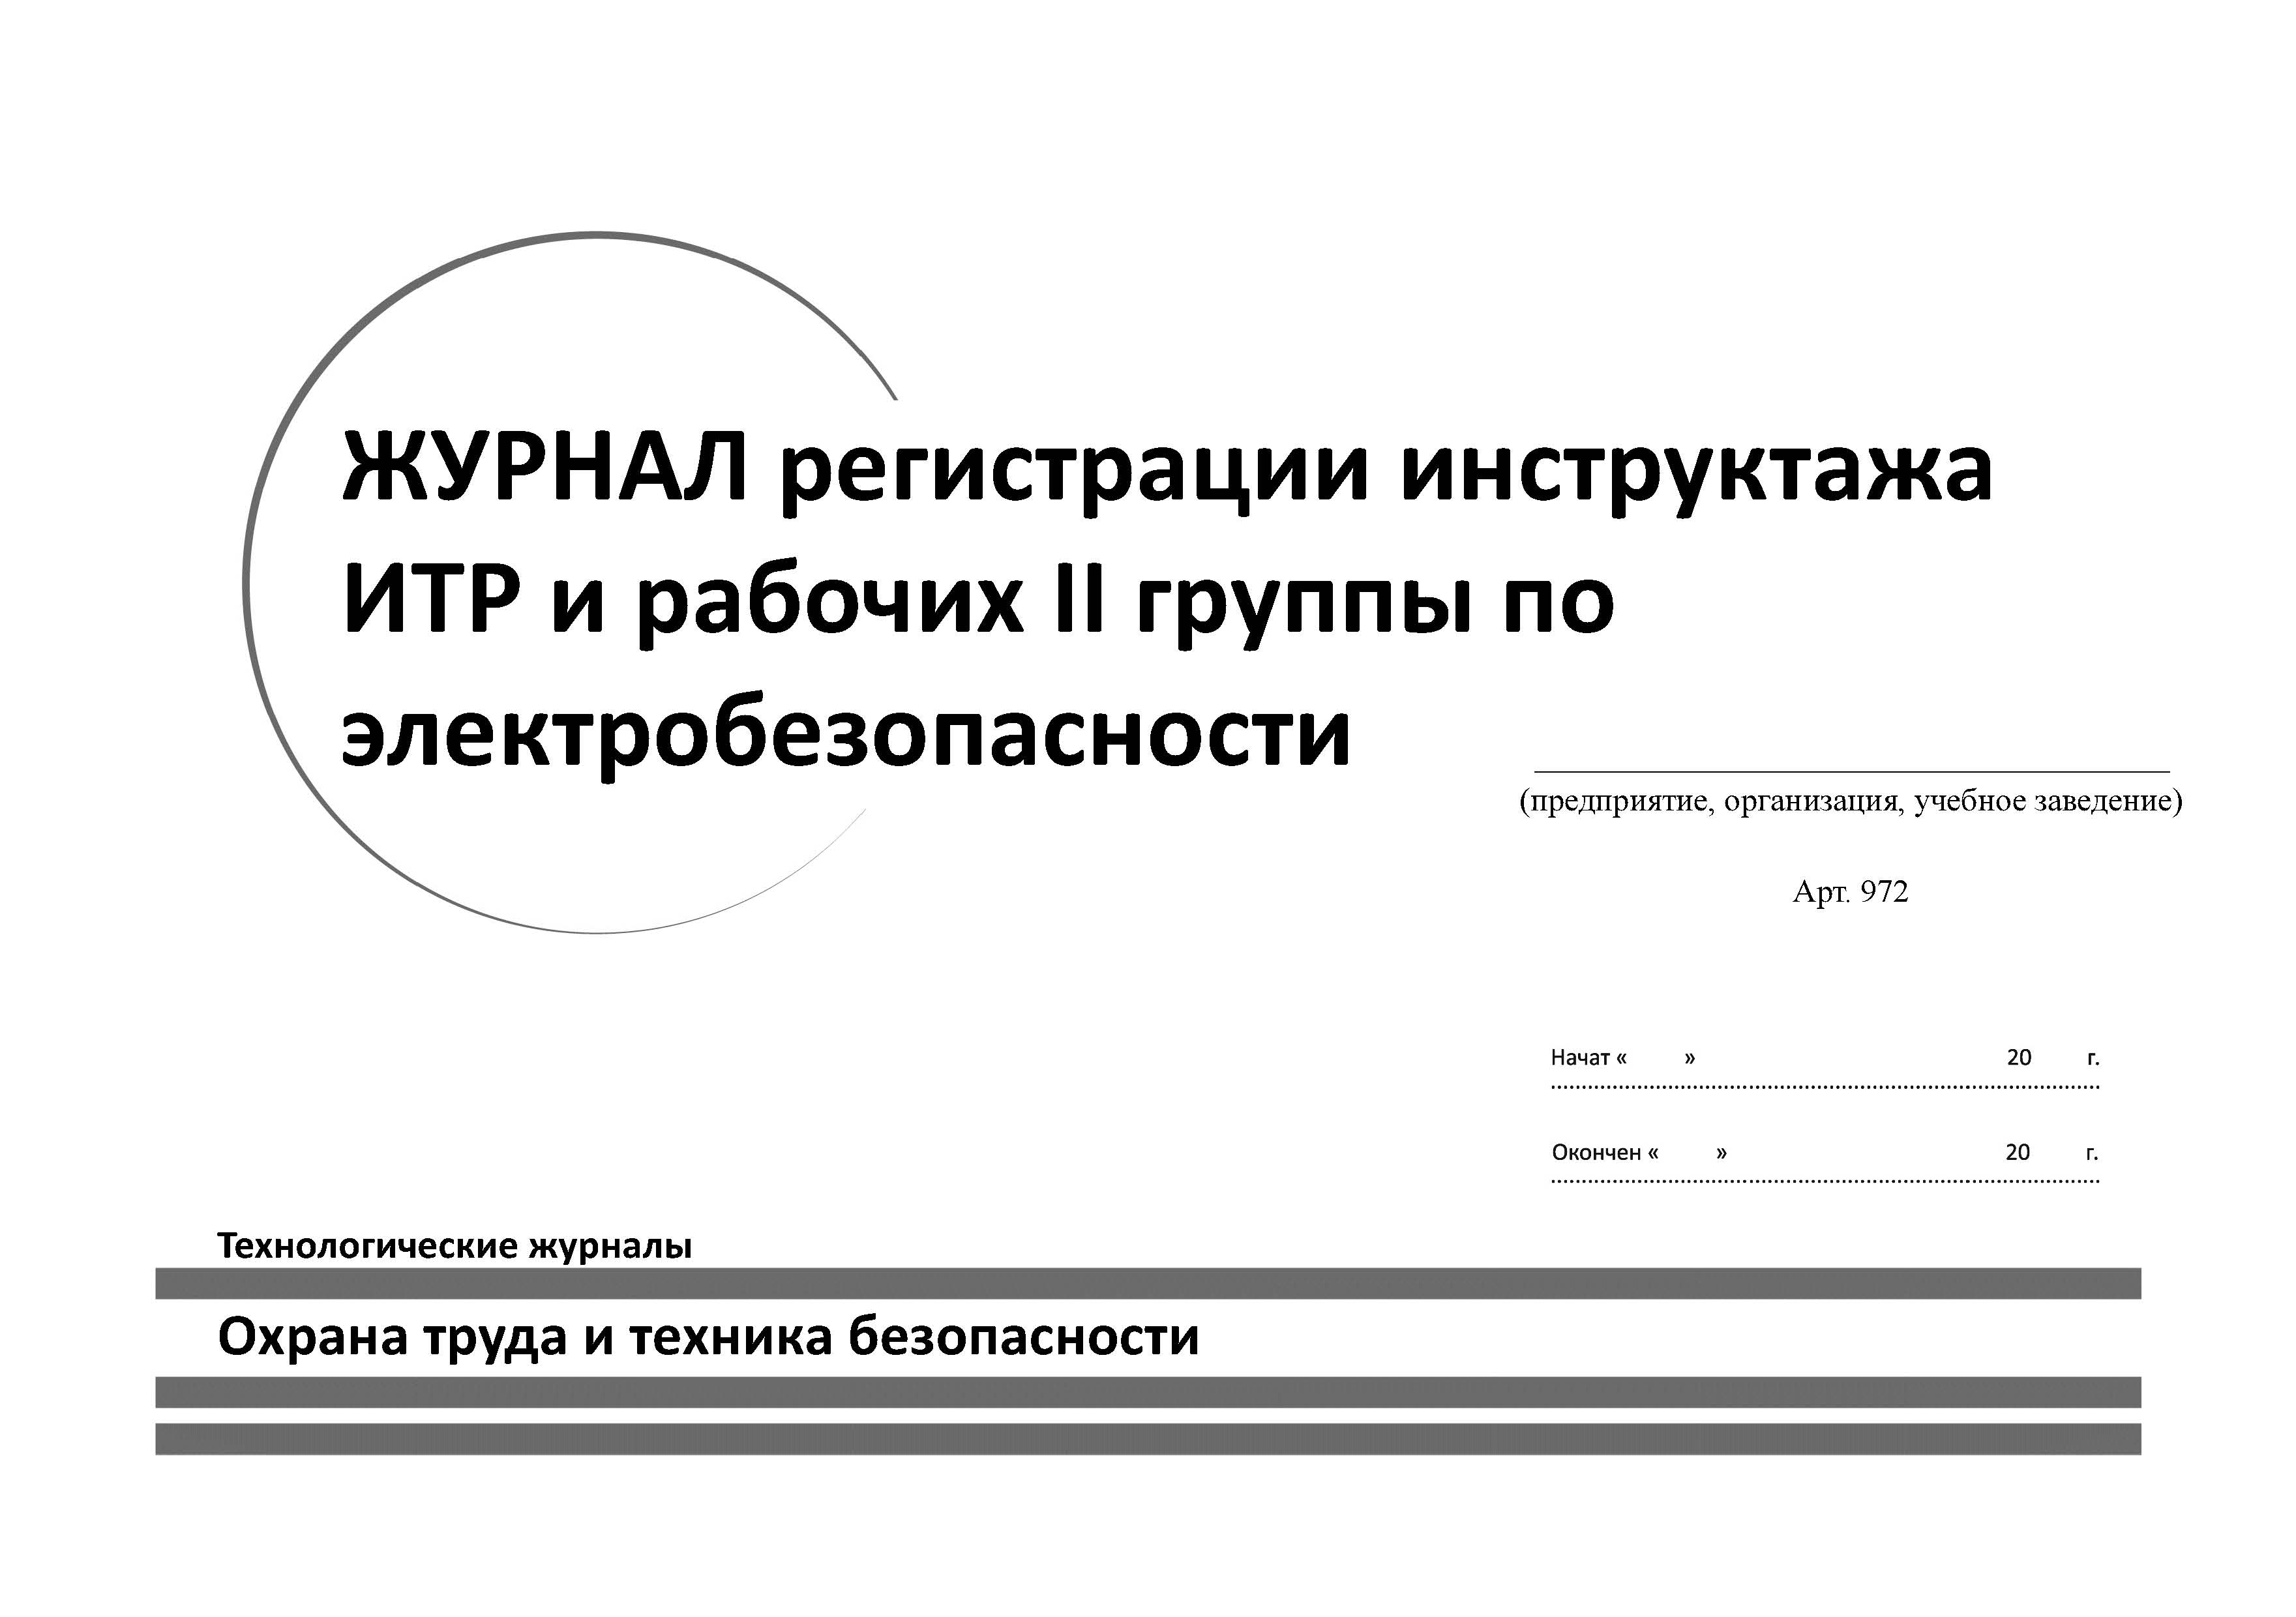 ЖУРНАЛ регистрации инструктажа
ИТР и рабочих II группы по
электробезопасности
(предприятие, организация, учебное заведение)
Арт. 972
Начат « » 20 г.
Окончен « » 20 г.
Технологические журналы
Охрана труда и техника безопасности